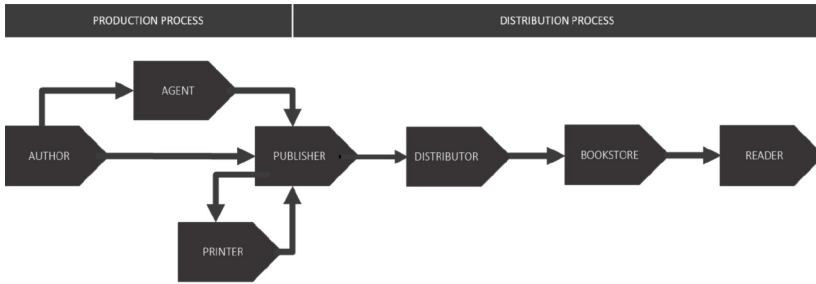 PRODUCTION PROCESS
DISTRIBUTION PROCESS
AGENT
AUTHOR
PUBLISHER
DISTRIBUTOR
BOOKSTORE
READER
PRINTER